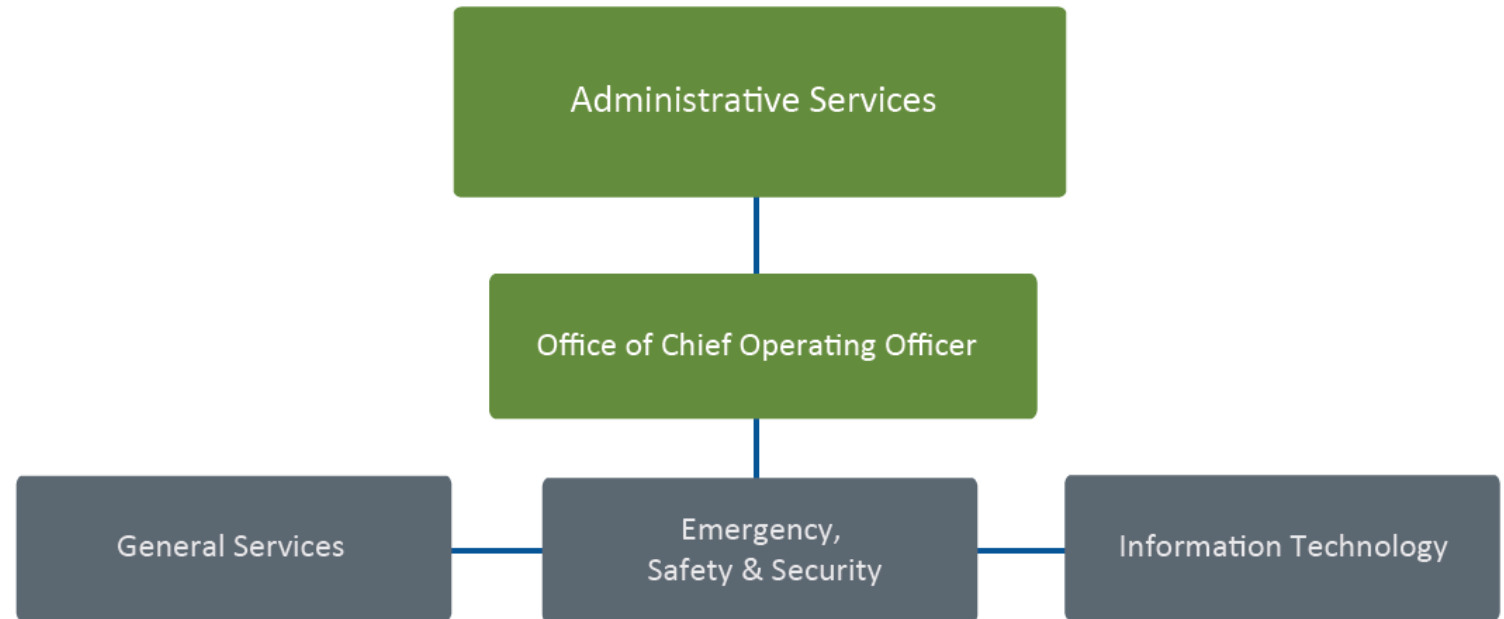 Administrative Services
Office of Chief Operating Officer
General Services
Emergency,
Safety & Security
Information Technology